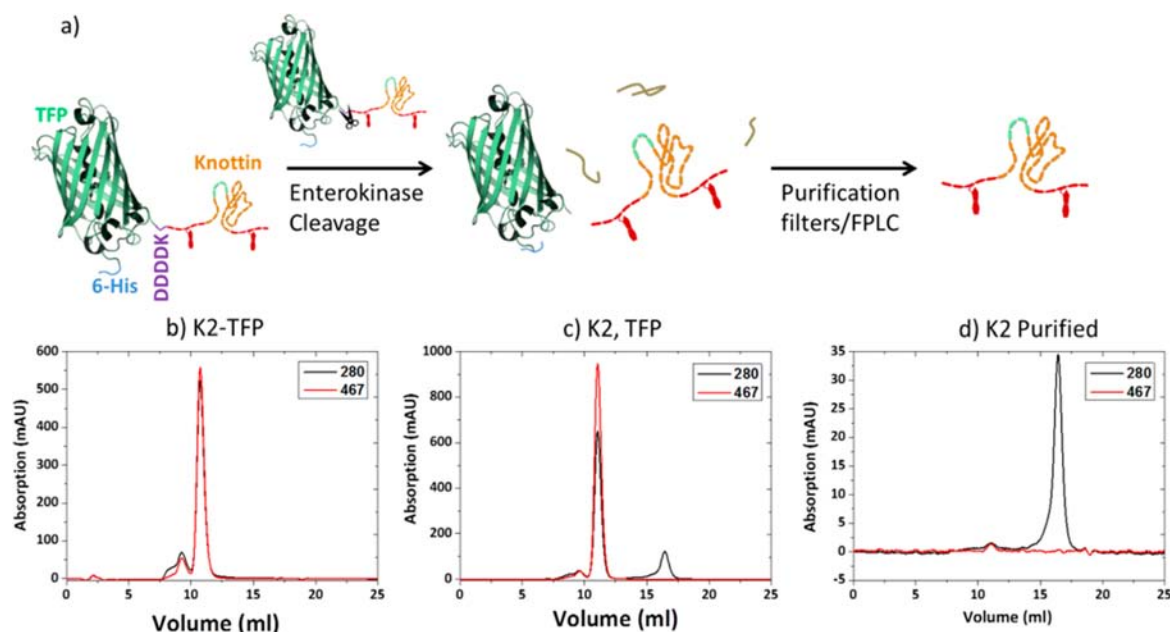 a)
TFP
Knottin
6-His
DDDDK
Enterokinase
Cleavage
Purification
filters/FPLC
b) K2-TFP
600
500
400
300
200
100
0
0 5 10 15 20 25
Absorption (mAU)
Volume (ml)
280
467
c) K2, TFP
1000
800
600
400
200
0
0 5 10 15 20 25
Absorption (mAU)
Volume (ml)
280
467
d) K2 Purified
35
30
25
20
15
10
5
0
-5
0 5 10 15 20 25
Absorption (mAU)
Volume (ml)
280
467